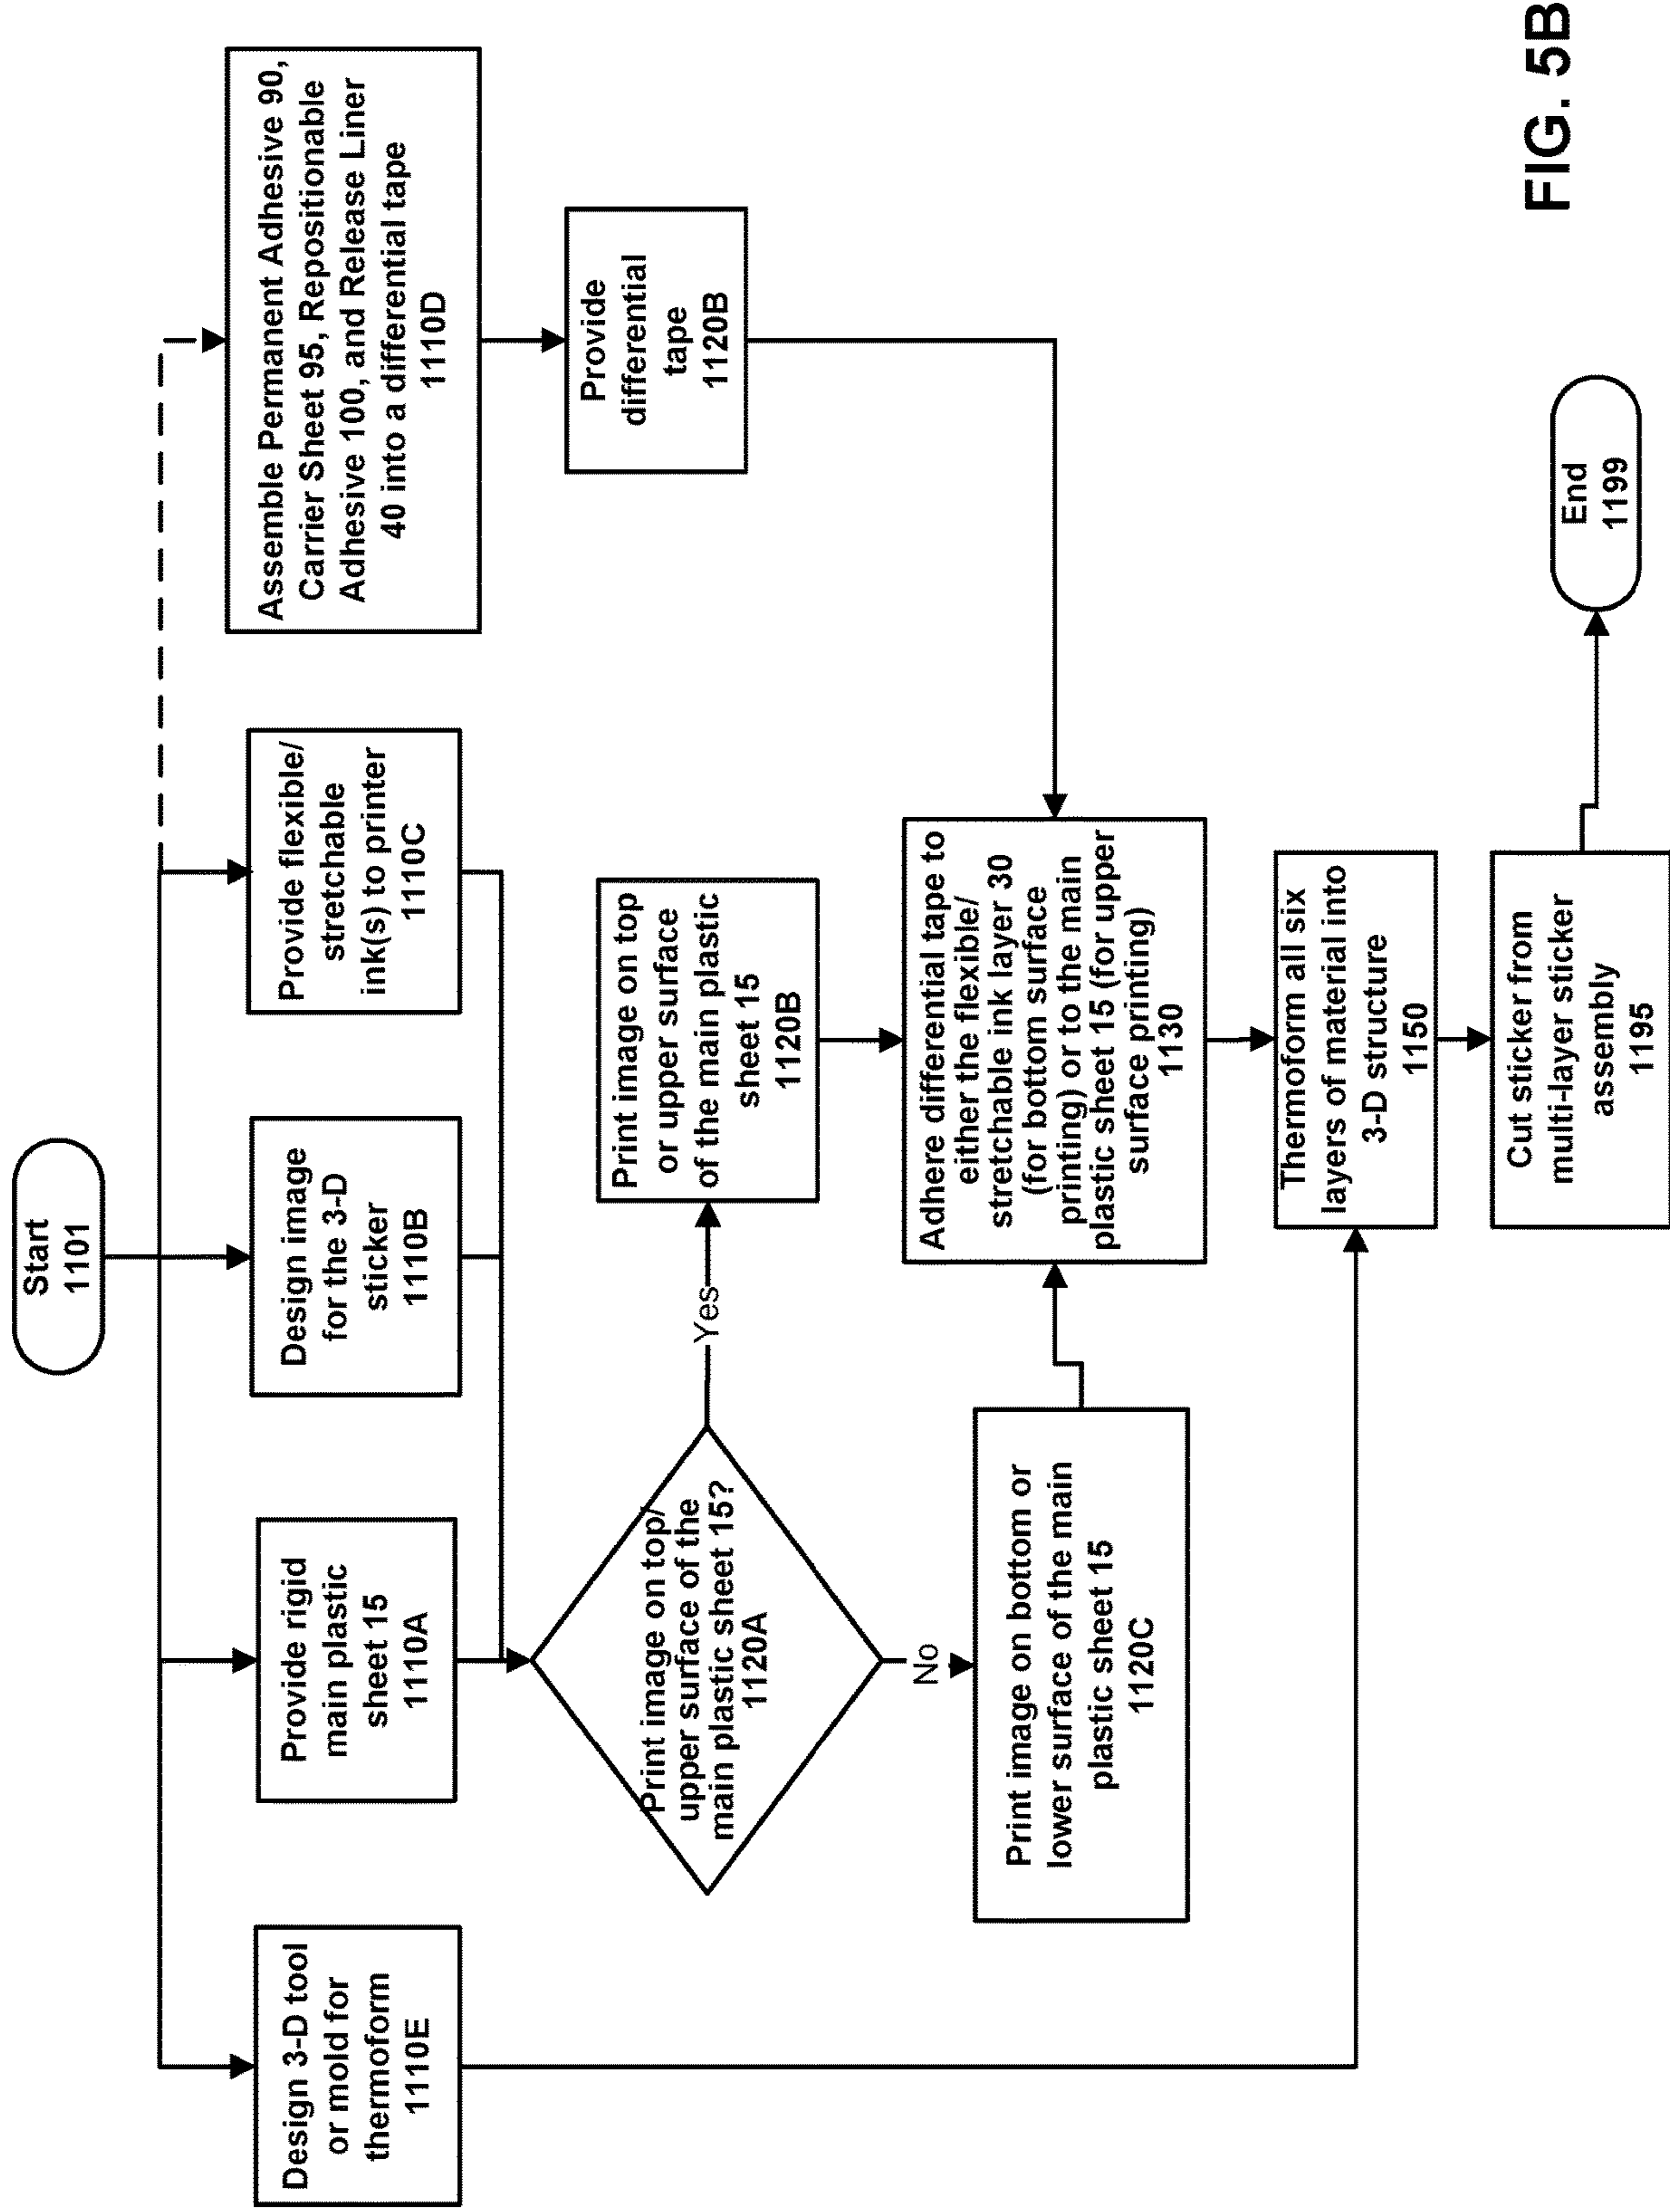 Start
1101
Design 3-D tool
or mold for
thermoform
1110E
Provide rigid
main plastic
sheet 15
1110A
Design image
for the 3-D
sticker
1110B
Provide flexible/
stretchable
ink(s) to printer
1110C
Assemble Permanent Adhesive 90,
Carrier Sheet 95, Repositionable
Adhesive 100, and Release Liner
40 into a differential tape
1110D
Provide
differential
tape
1120B
Print image on top/
upper surface of the
main plastic sheet 15?
1120A
Yes
No
Print image on top
or upper surface
of the main plastic
sheet 15
1120B
Print image on bottom or
lower surface of the main
plastic sheet 15
1120C
Adhere differential tape to
either the flexible/
stretchable ink layer 30
(for bottom surface
printing) or to the main
plastic sheet 15 (for upper
surface printing)
1130
Thermoform all six
layers of material into
3-D structure
1150
Cut sticker from
multi-layer sticker
assembly
1195
End
1199
FIG. 5B